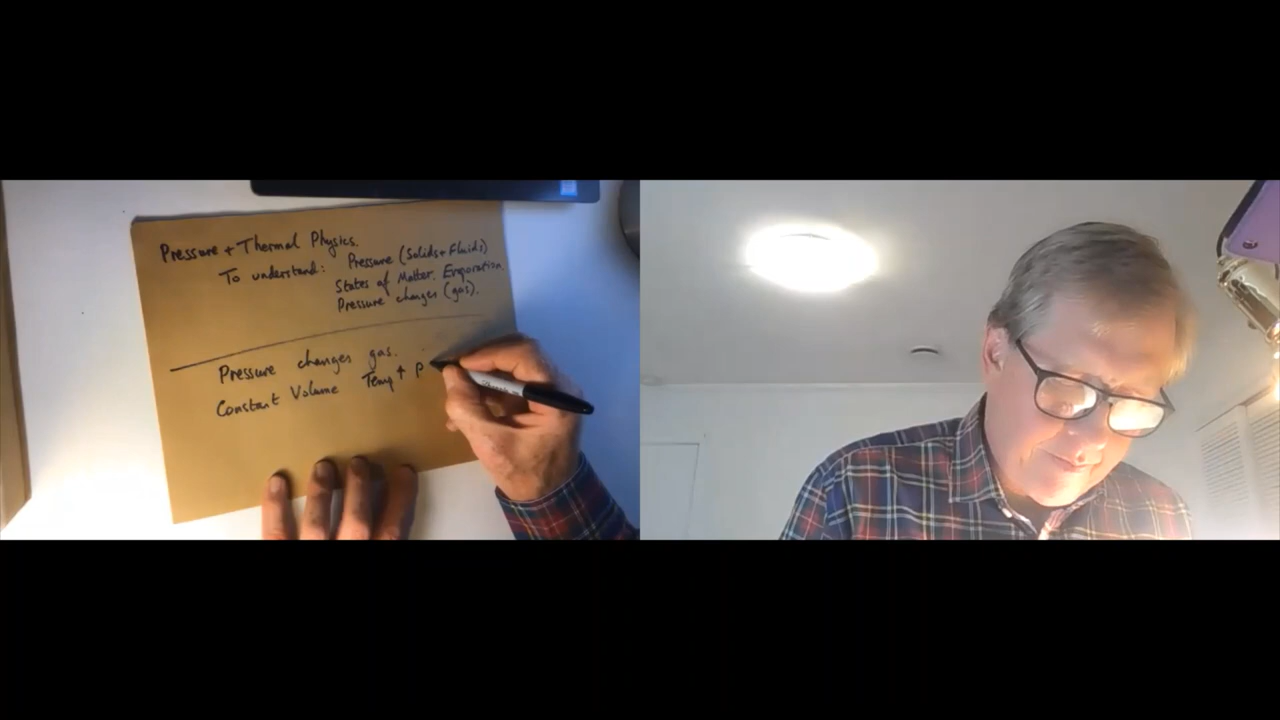 Pressure + Thermal Physics.
To understand: Pressure (Solids + Fluids)
States of Matter. Evaporation.
Pressure changes (gas).
Pressure changes gas.
Constant Volume Temp ↑ P